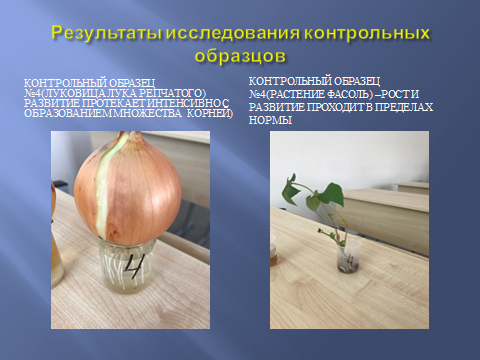 Результаты исследования контрольных
образцов
КОНТРОЛЬНЫЙ ОБРАЗЕЦ
№4(ЛУКОВИЦА ЛУКА РЕПЧАТОГО)
РАЗВИТИЕ ПРОТЕКАЕТ ИНТЕНСИВНО С
ОБРАЗОВАНИЕМ МНОЖЕСТВА КОРНЕЙ)
КОНТРОЛЬНЫЙ ОБРАЗЕЦ
№4(РАСТЕНИЕ ФАСОЛЬ) –РОСТ И
РАЗВИТИЕ ПРОХОДИТ В ПРЕДЕЛАХ
НОРМЫ
4
4